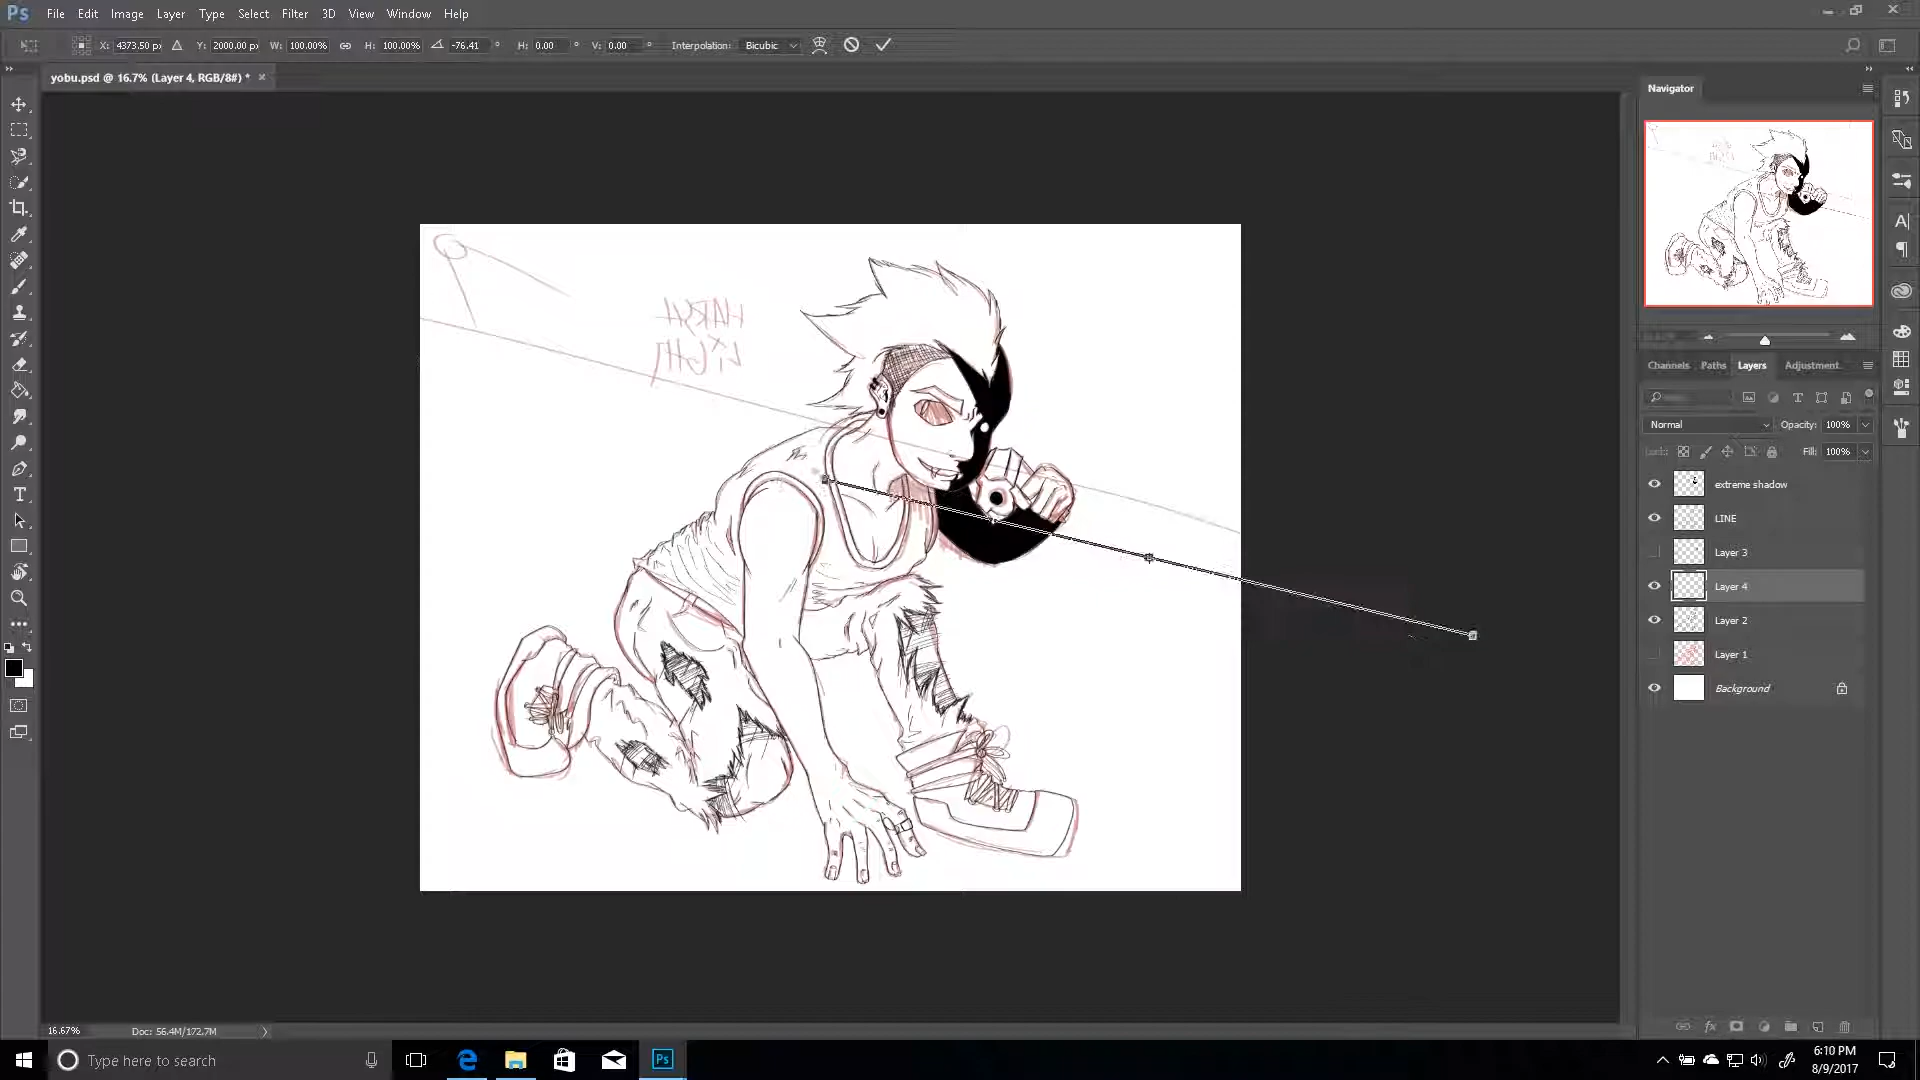 Ps File Edit Image Layer Type Select Filter 3D View Window Help
X: 4373.50 px Y: 2000.00 px W: 100.00% H: 100.00% -76.41 ° H: 0.00 ° V: 0.00 ° Interpolation: Bicubic
yobu.psd @ 16.7% (Layer 4, RGB/8#) * ×
Navigator
HARSH
LIGHT
Channels Paths Layers Adjustment
Normal Opacity: 100%
Lock: Fill: 100%
extreme shadow
LINE
Layer 3
Layer 4
Layer 2
Layer 1
Background
16.67% Doc: 56.4M/172.7M
Type here to search
Ps
6:10 PM
8/9/2017